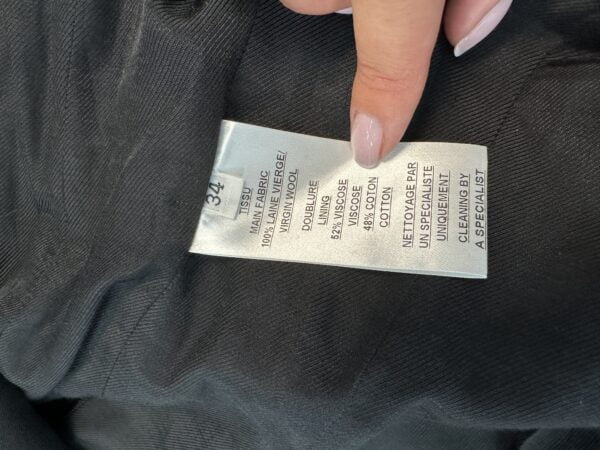 34
TISSU
MAIN FABRIC
100% LAINE VIERGE/
VIRGIN WOOL
DOUBLURE
LINING
52% VISCOSE
VISCOSE
48% COTON
COTTON
NETTOYAGE PAR
UN SPECIALISTE
UNIQUEMENT
CLEANING BY
A SPECIALIST